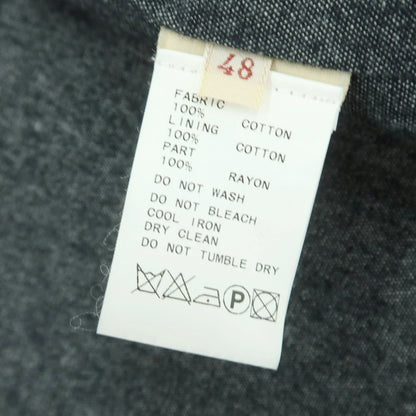 48
FABRIC
100% COTTON
LINING
100% COTTON
PART
100% RAYON
DO NOT WASH
DO NOT BLEACH
COOL IRON
DRY CLEAN
DO NOT TUMBLE DRY
P